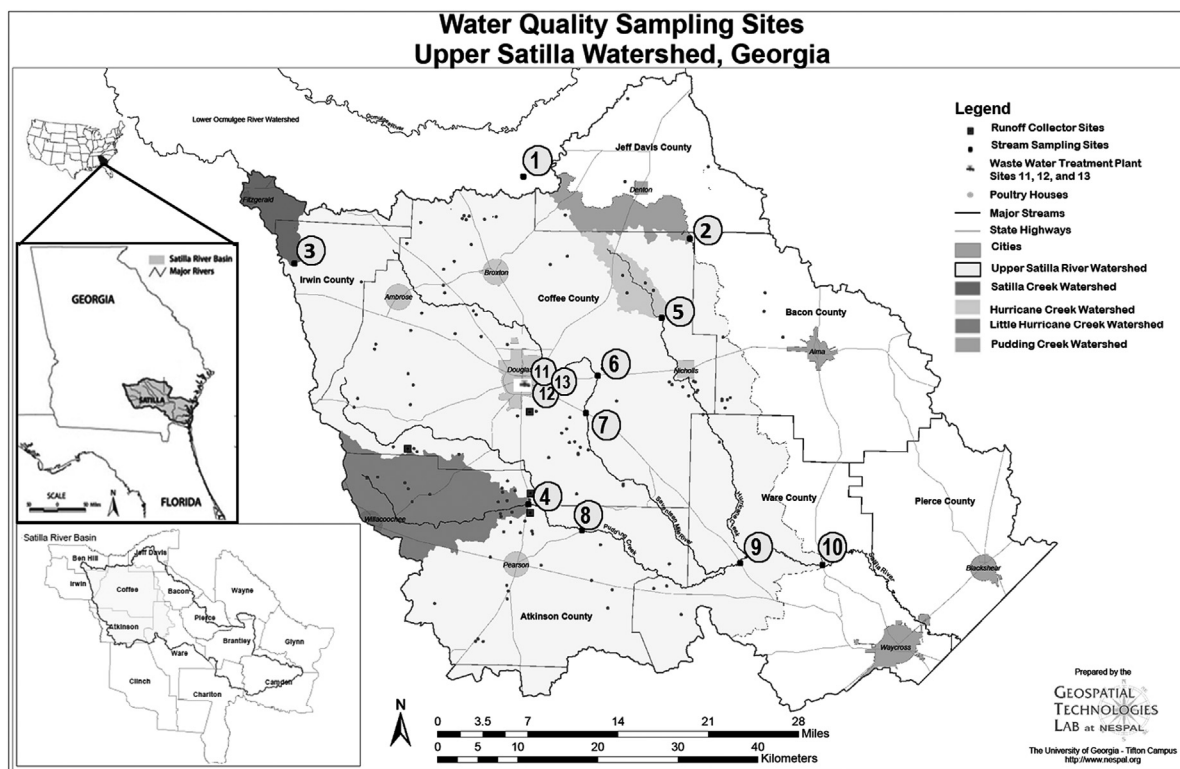 Water Quality Sampling Sites
Upper Satilla Watershed, Georgia
Lower Ocmulgee River Watershed
Ocmulgee River
Jeff Davis County
Denton
Fitzgerald
Irwin County
Ambrose
Broxton
Coffee County
Bacon County
Alma
Douglas
Nicholls
Ware County
Pierce County
Willacoochee
Pearson
Pudding Creek
Satilla River
Blackshear
Atkinson County
Waycross
1
2
3
4
5
6
7
8
9
10
11
12
13
Legend
Runoff Collector Sites
Stream Sampling Sites
Waste Water Treatment Plant
Sites 11, 12, and 13
Poultry Houses
Major Streams
State Highways
Cities
Upper Satilla River Watershed
Satilla Creek Watershed
Hurricane Creek Watershed
Little Hurricane Creek Watershed
Pudding Creek Watershed
Satilla River Basin
Major Rivers
GEORGIA
SATILLA
SCALE
Miles
N
FLORIDA
Satilla River Basin
Ben Hill
Jeff Davis
Irwin
Coffee
Bacon
Wayne
Atkinson
Pierce
Brantley
Glynn
Ware
Clinch
Charlton
Camden
N
0 3.5 7 14 21 28
Miles
0 5 10 20 30 40
Kilometers
Prepared by the
GEOSPATIAL
TECHNOLOGIES
LAB at NESPAL
The University of Georgia - Tifton Campus
http://www.nespal.org